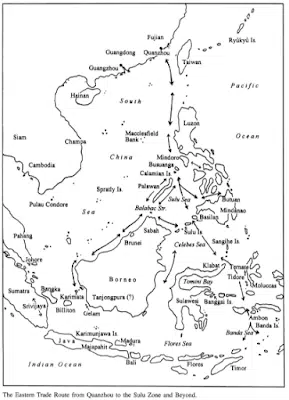 Fujian
Ryūkyū Is.
Guangdong
Quanzhou
Guangzhou
Taiwan
Hainan
Pacific
South
Luzon
Macclesfield
Bank
Ocean
Siam
Champa
China
Mindoro
Busuanga
Calamian Is.
Cambodia
Palawan
Spratly Is.
Sulu Sea
Butuan
Pulau Condore
Mindanao
Sea
Balabac Str.
Basilan
Pahang
Sabah
Sulu Is.
Brunei
Celebes Sea
Sangihe Is.
Johore
Borneo
Klabat
Ternate
Tidore
Moluccas
Tomini Bay
Sumatra
Bangka
Karimata
Tanjongpura (?)
Sulawesi
Banggai Is.
Srivijaya
Billiton
Gelam
Ambon
Banda Is.
Karimunjawa Is.
Banda Sea
Java
Madura
Majapahit
Flores Sea
Bali
Flores
Indian Ocean
Timor
The Eastern Trade Route from Quanzhou to the Sulu Zone and Beyond.